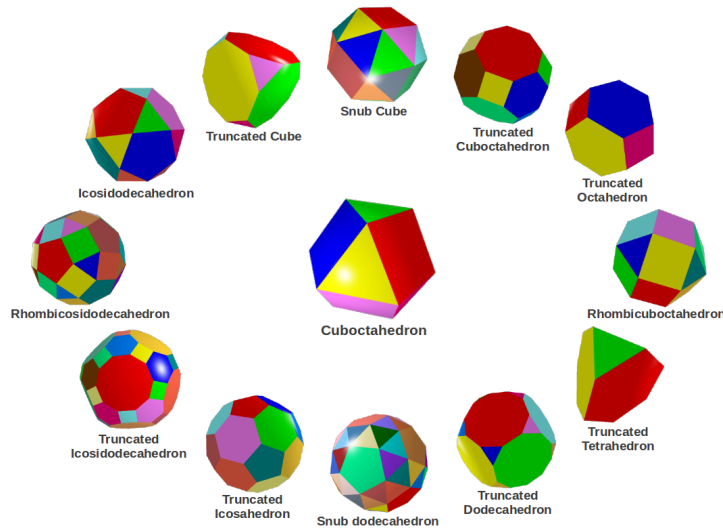 Snub Cube
Truncated Cube
Truncated
Cuboctahedron
Icosidodecahedron
Truncated
Octahedron
Rhombicosidodecahedron
Cuboctahedron
Rhombicuboctahedron
Truncated
Icosidodecahedron
Truncated
Tetrahedron
Truncated
Icosahedron
Snub dodecahedron
Truncated
Dodecahedron